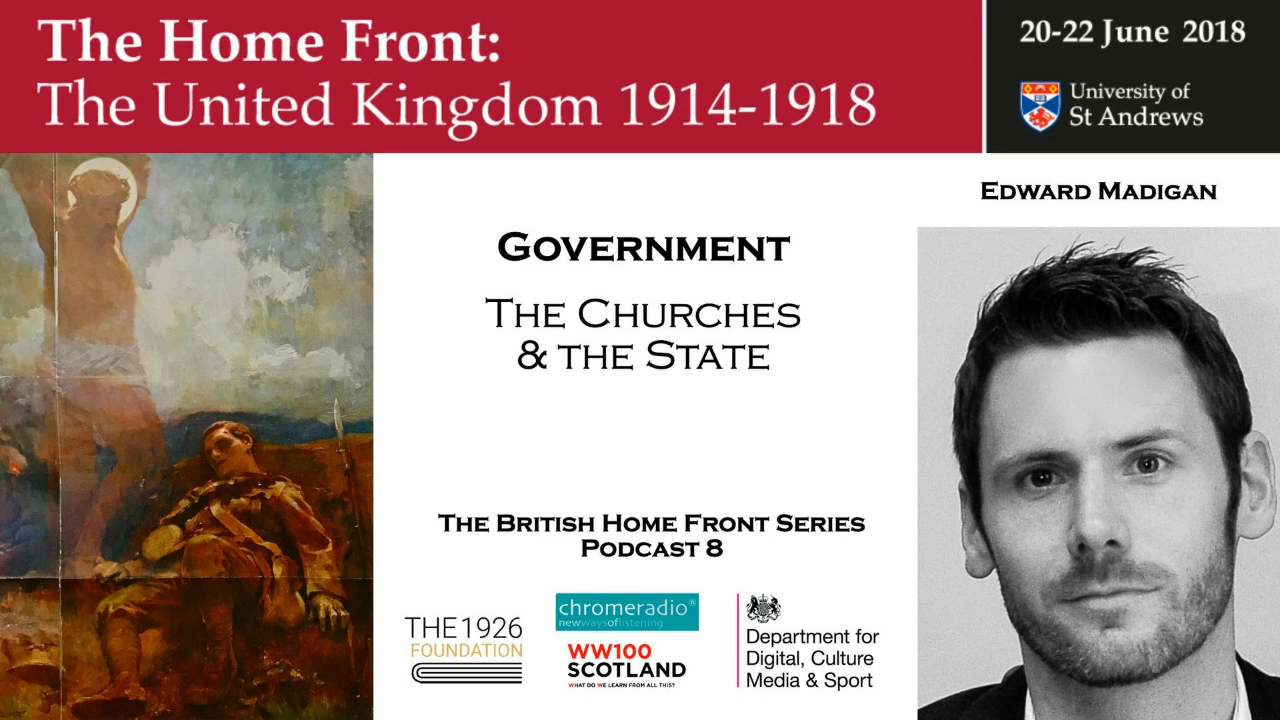 The Home Front:
The United Kingdom 1914-1918
20-22 June 2018
University of
St Andrews
Edward Madigan
Government
The Churches
& the State
The British Home Front Series
Podcast 8
THE 1926
FOUNDATION
chromeradio®
newwaysoflistening
WW100
SCOTLAND
WHAT DO WE LEARN FROM ALL THIS?
Department for
Digital, Culture
Media & Sport